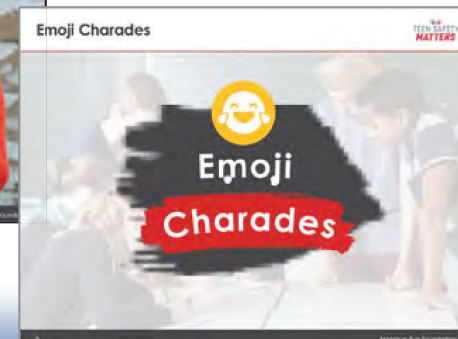 Emoji Charades
TEEN SAFETY
MATTERS
Emoji
Charades